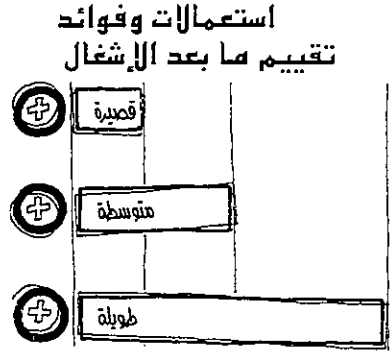 استعمالات وفوائد
تقييم ما بعد الإشغال
قصيرة
متوسطة
طويلة